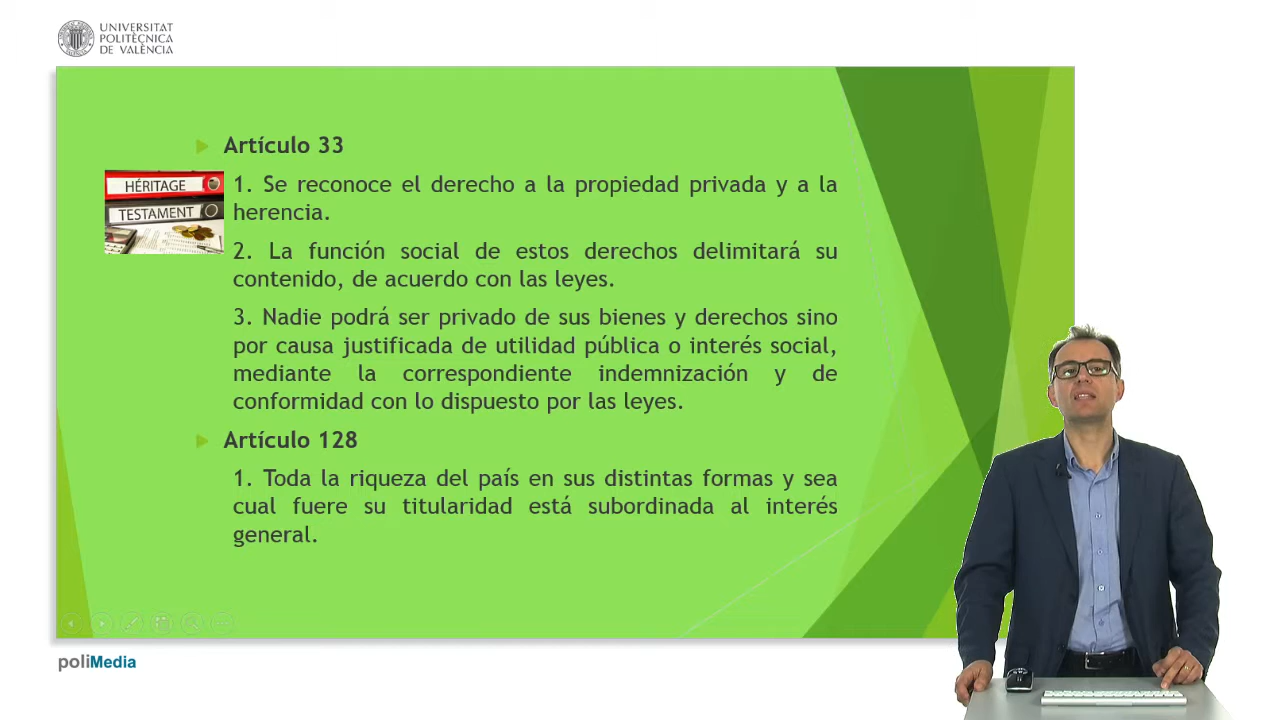 UNIVERSITAT
POLITÈCNICA
DE VALÈNCIA
Artículo 33
HÉRITAGE
TESTAMENT
1. Se reconoce el derecho a la propiedad privada y a la
herencia.
2. La función social de estos derechos delimitará su
contenido, de acuerdo con las leyes.
3. Nadie podrá ser privado de sus bienes y derechos sino
por causa justificada de utilidad pública o interés social,
mediante la correspondiente indemnización y de
conformidad con lo dispuesto por las leyes.
Artículo 128
1. Toda la riqueza del país en sus distintas formas y sea
cual fuere su titularidad está subordinada al interés
general.
poliMedia